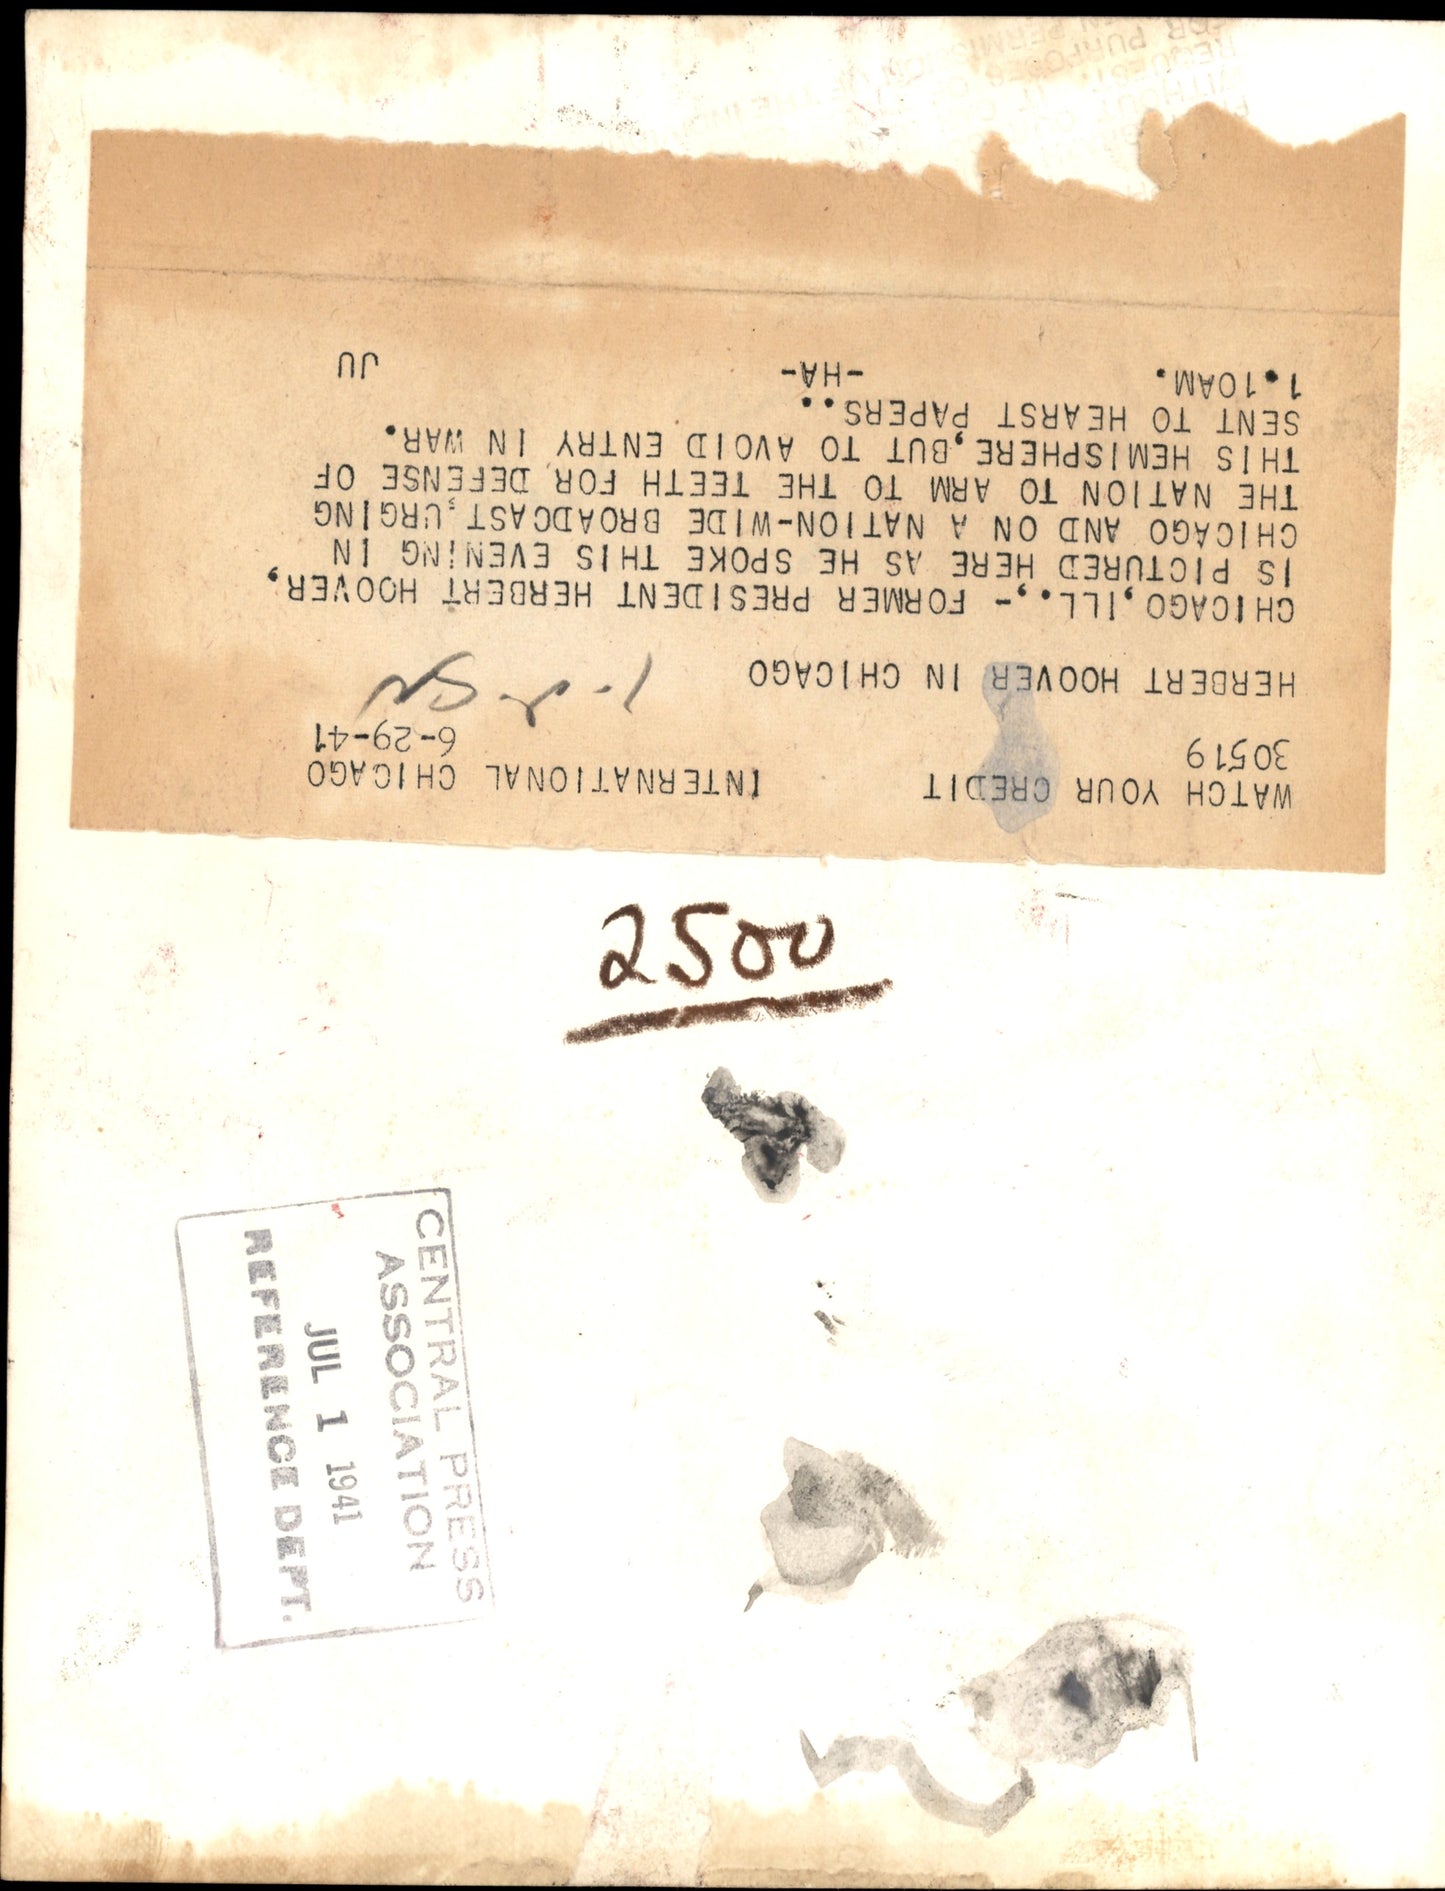 WATCH YOUR CREDIT INTERNATIONAL CHICAGO
30519 6-29-41
HERBERT HOOVER IN CHICAGO
CHICAGO,ILL.,- FORMER PRESIDENT HERBERT HOOVER,
IS PICTURED HERE AS HE SPOKE THIS EVENING IN
CHICAGO AND ON A NATION-WIDE BROADCAST,URGING
THE NATION TO ARM TO THE TEETH FOR DEFENSE OF
THIS HEMISPHERE,BUT TO AVOID ENTRY IN WAR.
SENT TO HEARST PAPERS..
1.10AM. -HA- JU
2500
CENTRAL PRESS
ASSOCIATION
JUL 1 1941
REFERENCE DEPT.